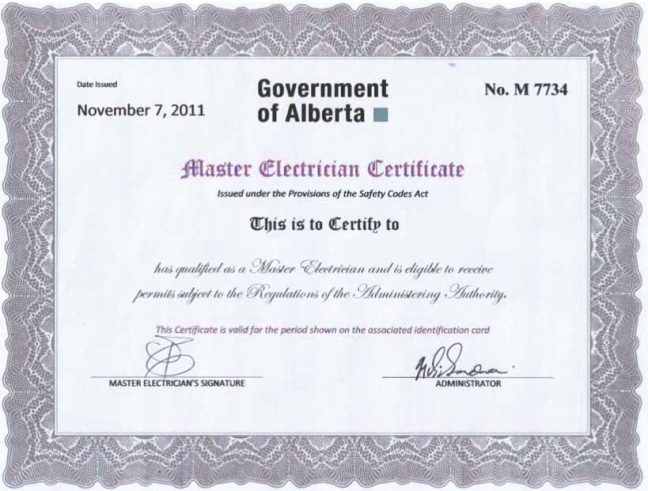 Date Issued
November 7, 2011
Government
of Alberta
No. M 7734
Master Electrician Certificate
Issued under the Provisions of the Safety Codes Act
This is to Certify to
has qualified as a Master Electrician and is eligible to receive
permits subject to the Regulations of the Administering Authority.
This Certificate is valid for the period shown on the associated identification card
MASTER ELECTRICIAN'S SIGNATURE
ADMINISTRATOR